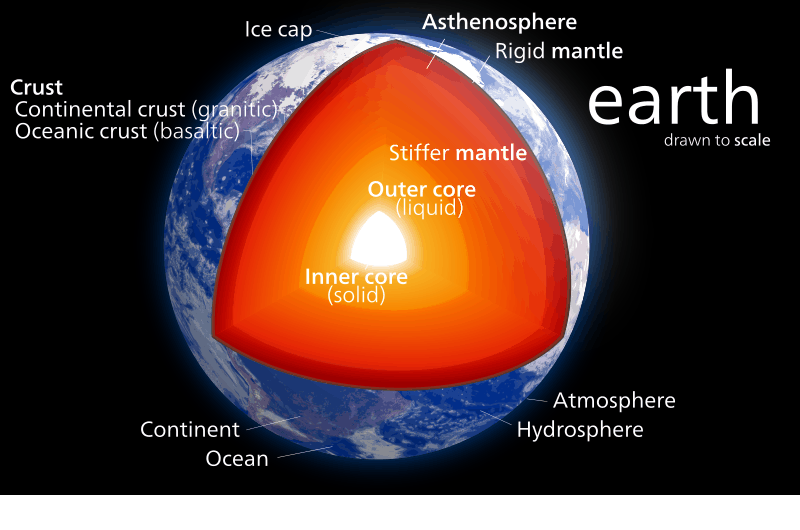 Ice cap
Asthenosphere
Rigid mantle
earth
drawn to scale
Crust
Continental crust (granitic)
Oceanic crust (basaltic)
Stiffer mantle
Outer core
(liquid)
Inner core
(solid)
Atmosphere
Continent
Hydrosphere
Ocean